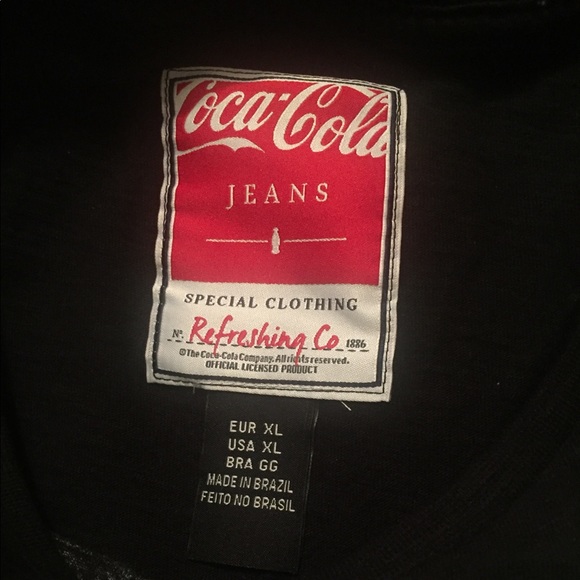 Coca-Cola
JEANS
SPECIAL CLOTHING
Nº. Refreshing Co 1886
©The Coca-Cola Company. All rights reserved.
OFFICIAL LICENSED PRODUCT
EUR XL
USA XL
BRA GG
MADE IN BRAZIL
FEITO NO BRASIL